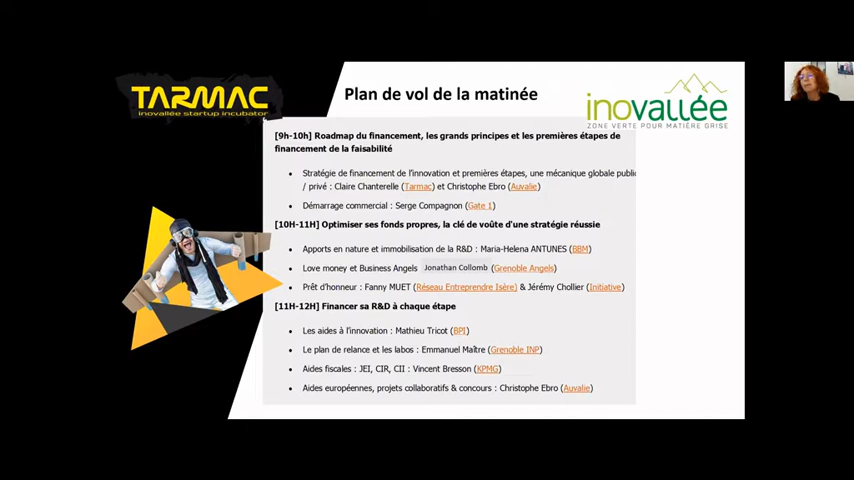 TARMAC
inovallée startup incubator
Plan de vol de la matinée
inovallée
ZONE VERTE POUR MATIÈRE GRISE
[9h-10h] Roadmap du financement, les grands principes et les premières étapes de
financement de la faisabilité
• Stratégie de financement de l'innovation et premières étapes, une mécanique globale public
/ privé : Claire Chanterelle (Tarmac) et Christophe Ebro (Auvalie)
• Démarrage commercial : Serge Compagnon (Gate 1)
[10H-11H] Optimiser ses fonds propres, la clé de voûte d'une stratégie réussie
• Apports en nature et immobilisation de la R&D : Maria-Helena ANTUNES (BBM)
• Love money et Business Angels Jonathan Collomb (Grenoble Angels)
• Prêt d'honneur : Fanny MUET (Réseau Entreprendre Isère) & Jérémy Chollier (Initiative)
[11H-12H] Financer sa R&D à chaque étape
• Les aides à l'innovation : Mathieu Tricot (BPI)
• Le plan de relance et les labos : Emmanuel Maître (Grenoble INP)
• Aides fiscales : JEI, CIR, CII : Vincent Bresson (KPMG)
• Aides européennes, projets collaboratifs & concours : Christophe Ebro (Auvalie)